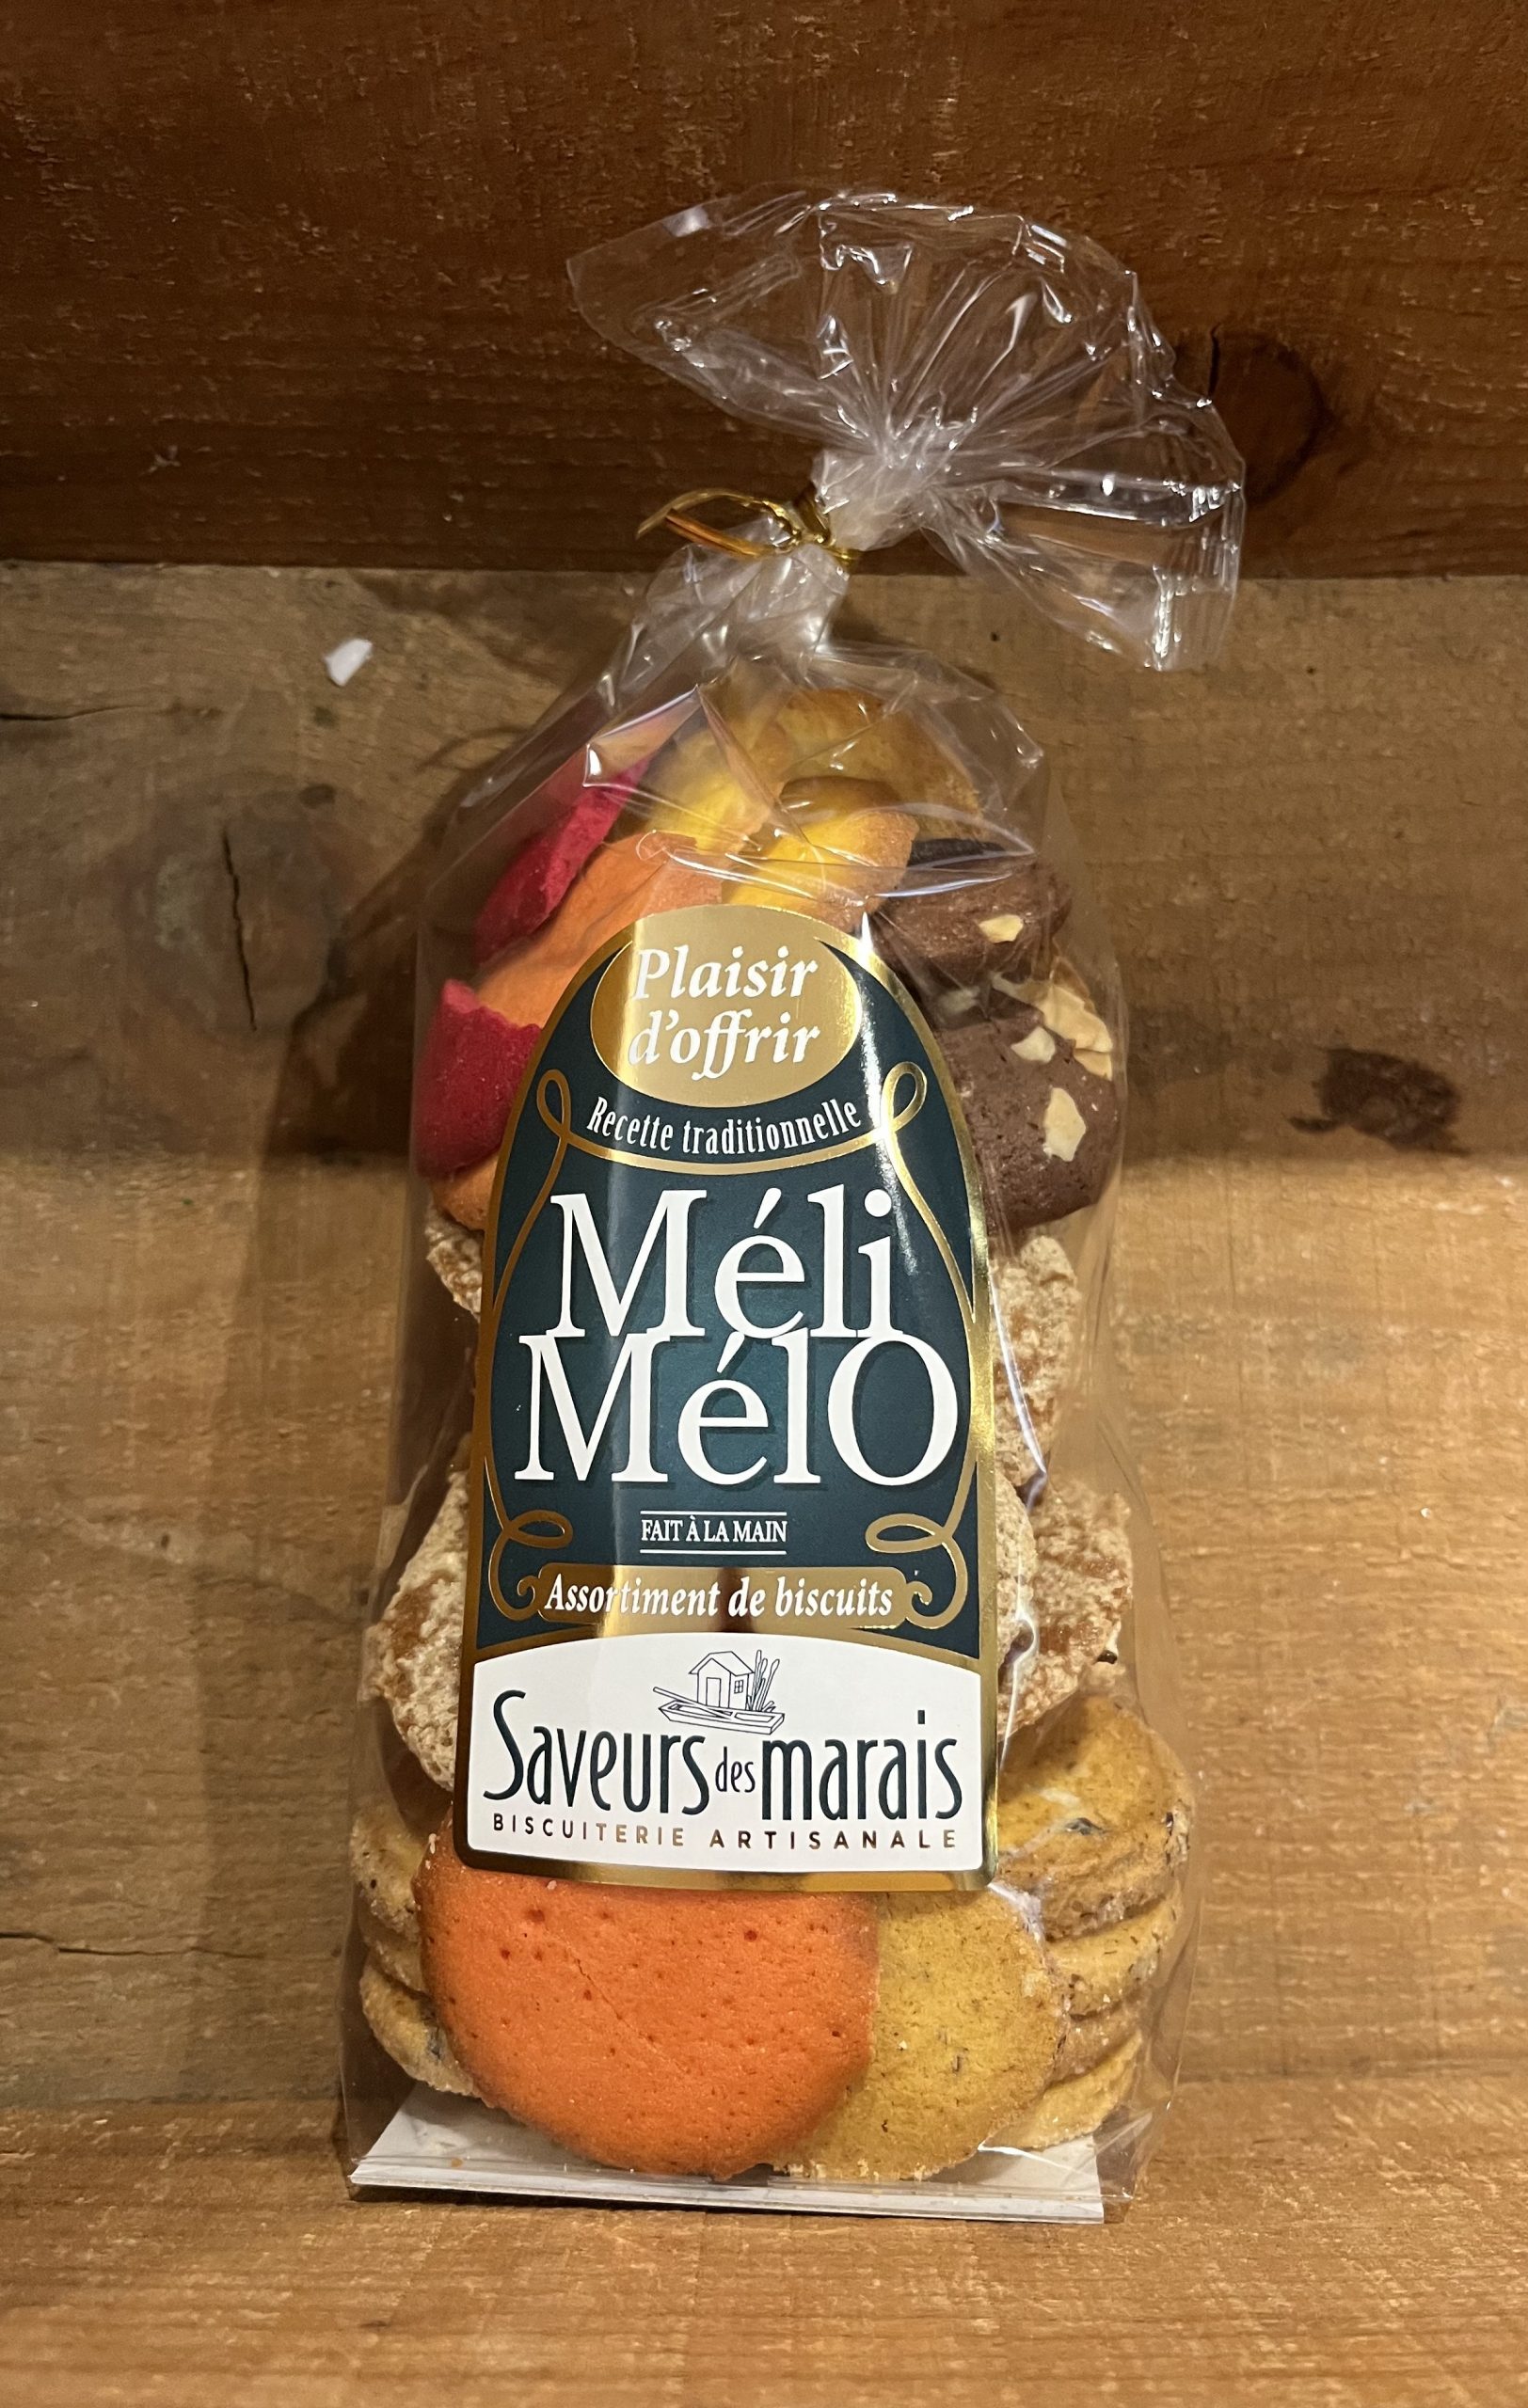 Plaisir
d'offrir
Recette traditionnelle
Méli
MélO
FAIT À LA MAIN
Assortiment de biscuits
Saveurs des marais
BISCUITERIE ARTISANALE